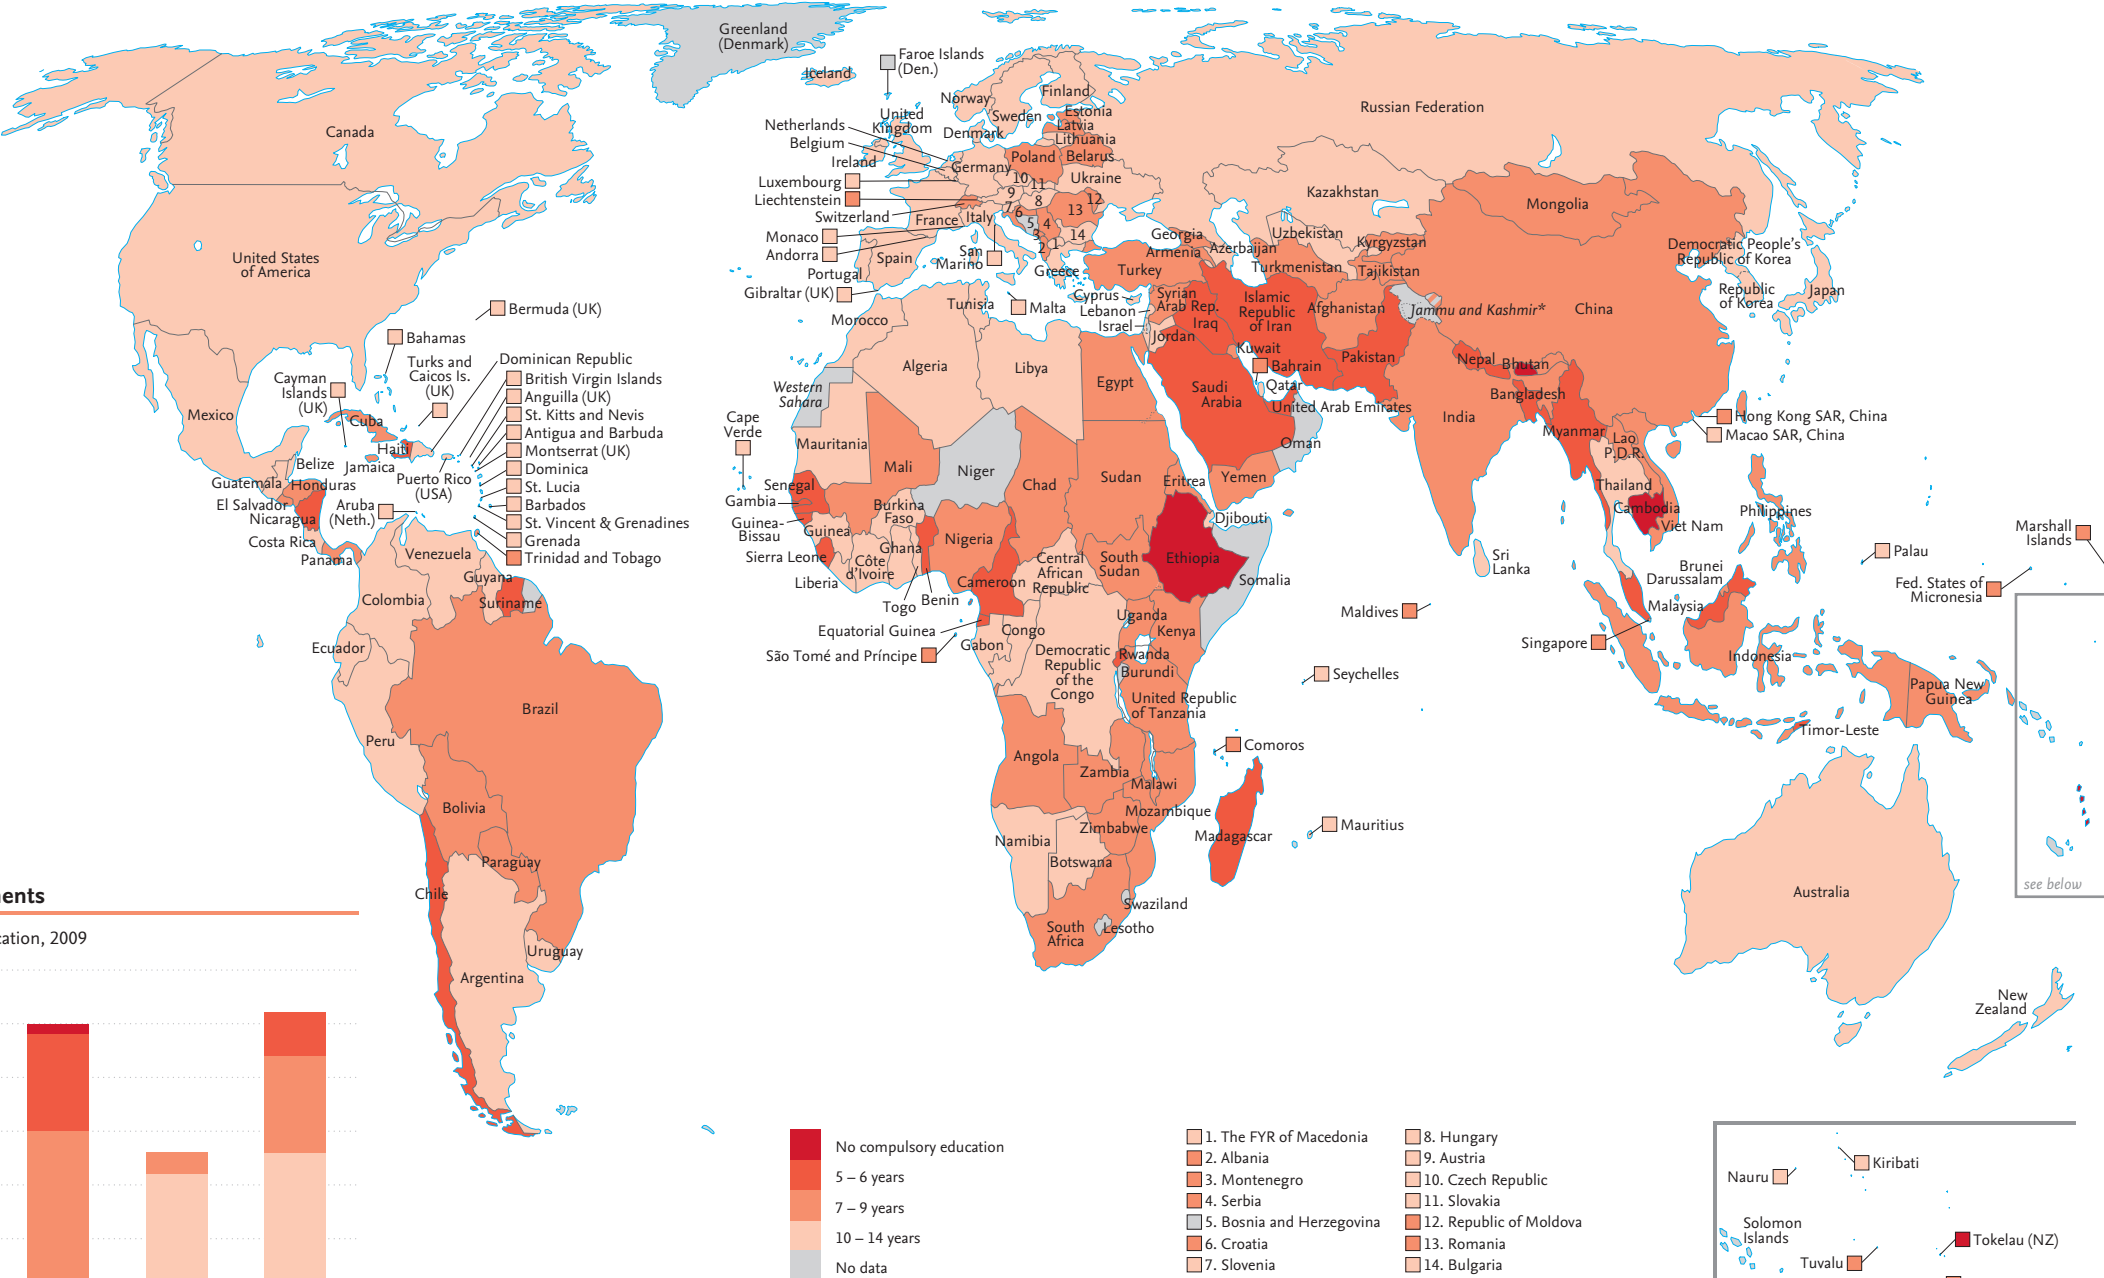 Greenland
(Denmark)
Faroe Islands
(Den.)
Iceland
Norway
Finland
Sweden
Estonia
Latvia
Lithuania
United
Kingdom
Denmark
Netherlands
Belgium
Ireland
Germany
Poland
Belarus
Luxembourg
Liechtenstein
Switzerland
Ukraine
France
Italy
Monaco
Andorra
Portugal
Spain
San
Marino
Greece
Gibraltar (UK)
Malta
Tunisia
Morocco
10
11
9
8
7
6
5
4
3
2
1
12
13
14
Russian Federation
Kazakhstan
Mongolia
Georgia
Armenia
Azerbaijan
Uzbekistan
Kyrgyzstan
Turkmenistan
Tajikistan
Turkey
Cyprus
Lebanon
Israel
Syrian
Arab Rep.
Iraq
Jordan
Islamic
Republic
of Iran
Afghanistan
Jammu and Kashmir*
China
Democratic People's
Republic of Korea
Republic
of Korea
Japan
Kuwait
Bahrain
Qatar
Saudi
Arabia
United Arab Emirates
Oman
Yemen
Pakistan
Nepal
Bhutan
Bangladesh
India
Myanmar
Lao
P.D.R.
Thailand
Cambodia
Viet Nam
Hong Kong SAR, China
Macao SAR, China
Philippines
Sri
Lanka
Maldives
Brunei
Darussalam
Malaysia
Singapore
Indonesia
Palau
Marshall
Islands
Fed. States of
Micronesia
Papua New
Guinea
Timor-Leste
Australia
New
Zealand
see below
Canada
United States
of America
Bermuda (UK)
Bahamas
Turks and
Caicos Is.
(UK)
Cayman
Islands
(UK)
Mexico
Cuba
Haiti
Jamaica
Belize
Guatemala
Honduras
El Salvador
Nicaragua
Costa Rica
Panama
Aruba
(Neth.)
Puerto Rico
(USA)
Dominican Republic
British Virgin Islands
Anguilla (UK)
St. Kitts and Nevis
Antigua and Barbuda
Montserrat (UK)
Dominica
St. Lucia
Barbados
St. Vincent & Grenadines
Grenada
Trinidad and Tobago
Venezuela
Guyana
Suriname
Colombia
Ecuador
Peru
Brazil
Bolivia
Paraguay
Chile
Uruguay
Argentina
Western
Sahara
Algeria
Libya
Egypt
Cape
Verde
Mauritania
Mali
Niger
Chad
Sudan
Eritrea
Djibouti
Senegal
Gambia
Guinea-
Bissau
Guinea
Sierra Leone
Liberia
Côte
d'Ivoire
Burkina
Faso
Ghana
Togo
Benin
Nigeria
Cameroon
Central
African
Republic
South
Sudan
Ethiopia
Somalia
Equatorial Guinea
São Tomé and Príncipe
Gabon
Congo
Democratic
Republic
of the
Congo
Uganda
Kenya
Rwanda
Burundi
United Republic
of Tanzania
Seychelles
Comoros
Angola
Zambia
Malawi
Mozambique
Zimbabwe
Madagascar
Mauritius
Namibia
Botswana
Swaziland
South
Africa
Lesotho
ents
cation, 2009
No compulsory education
5 – 6 years
7 – 9 years
10 – 14 years
No data
1. The FYR of Macedonia
2. Albania
3. Montenegro
4. Serbia
5. Bosnia and Herzegovina
6. Croatia
7. Slovenia
8. Hungary
9. Austria
10. Czech Republic
11. Slovakia
12. Republic of Moldova
13. Romania
14. Bulgaria
Nauru
Kiribati
Solomon
Islands
Tuvalu
Tokelau (NZ)